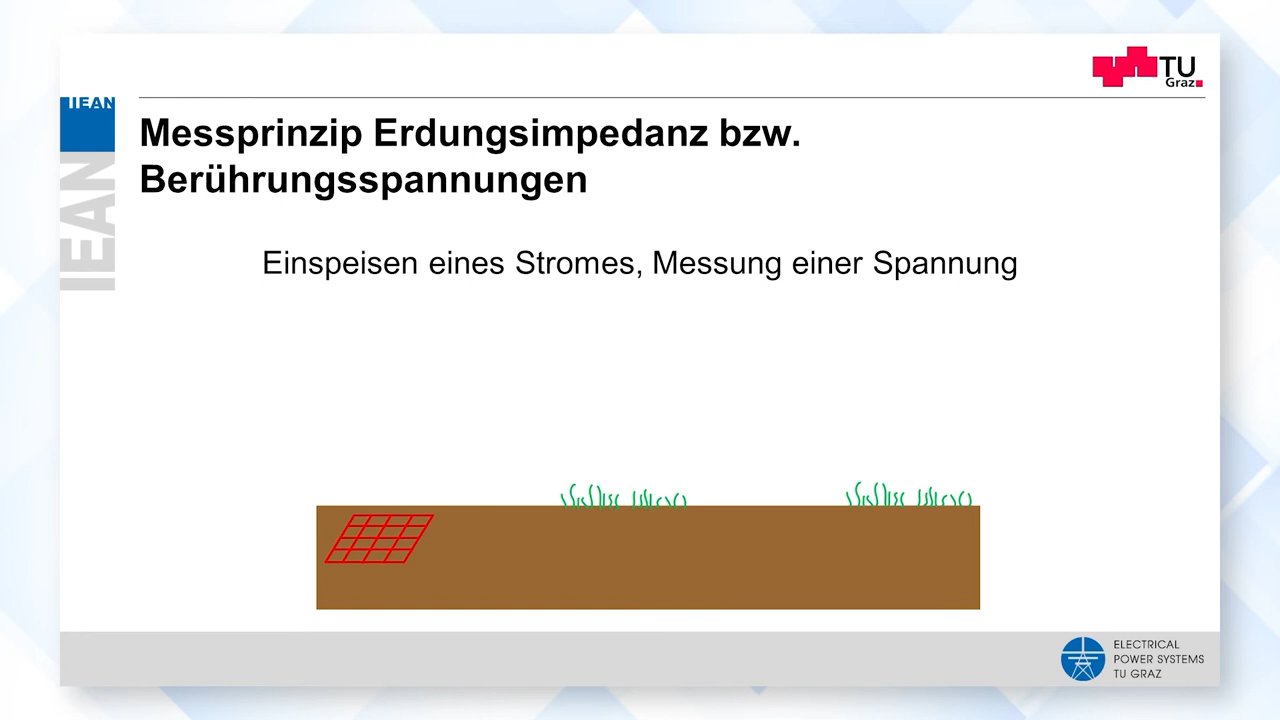 TU
Graz
IEAN
Messprinzip Erdungsimpedanz bzw.
Berührungsspannungen
IEAN
Einspeisen eines Stromes, Messung einer Spannung
ELECTRICAL
POWER SYSTEMS
TU GRAZ